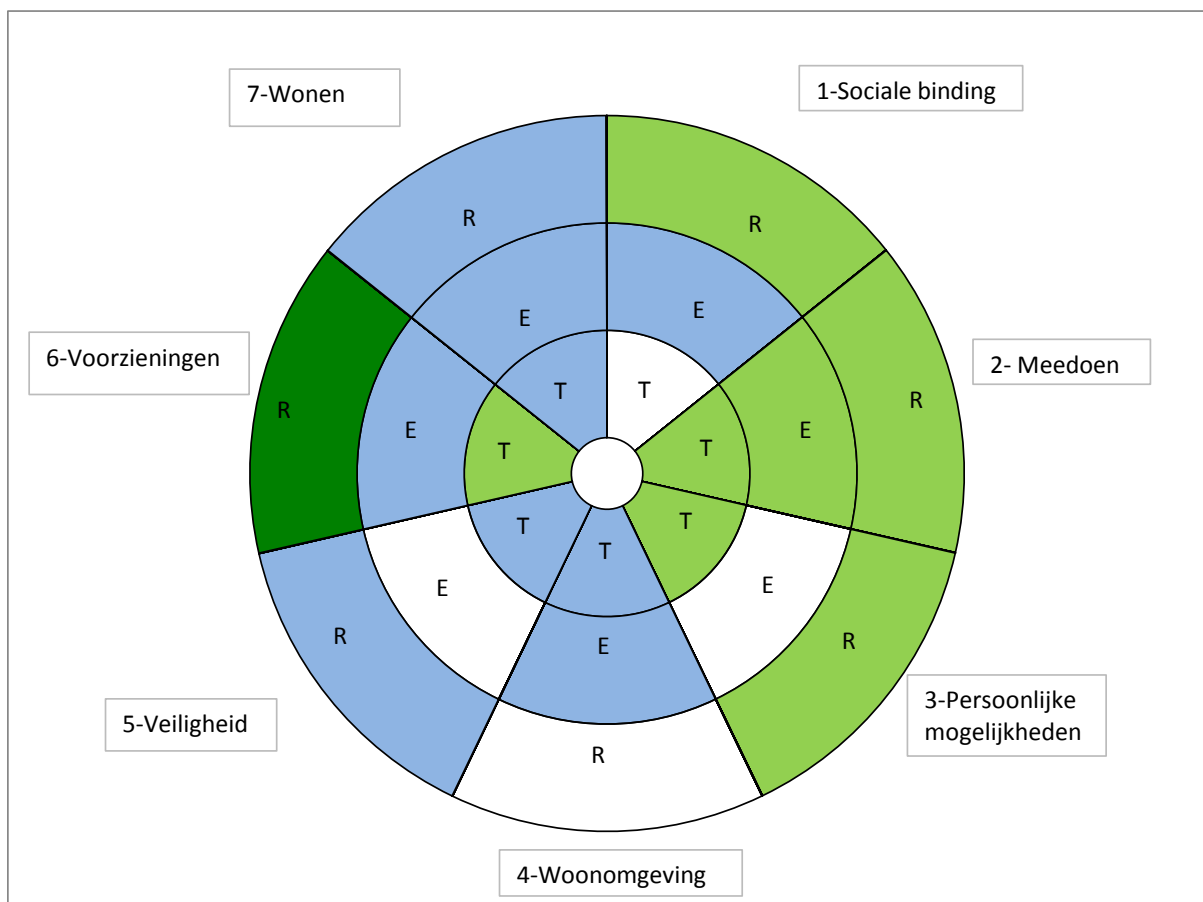 7-Wonen
1-Sociale binding
R
R
E
E
6-Voorzieningen
2- Meedoen
T
T
R
R
E
E
T
T
T
T
T
E
E
R
R
E
3-Persoonlijke
mogelijkheden
5-Veiligheid
R
4-Woonomgeving